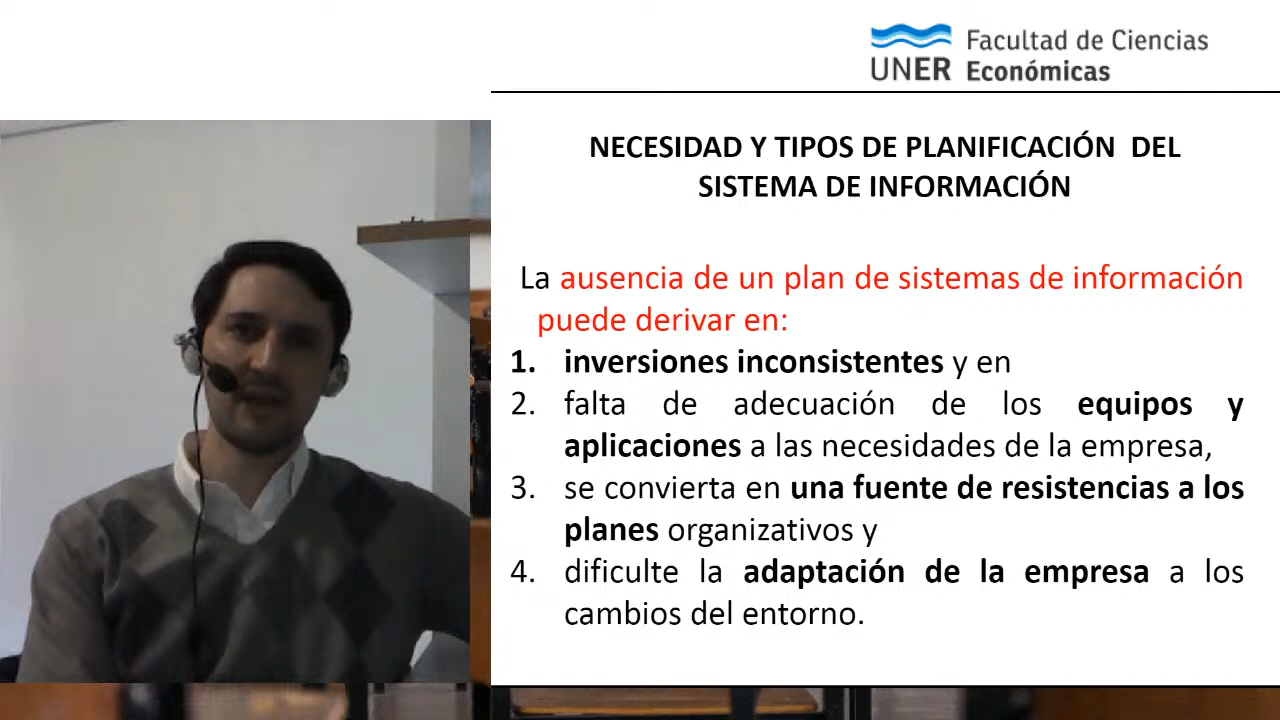 UNER Facultad de Ciencias
Económicas
NECESIDAD Y TIPOS DE PLANIFICACIÓN DEL
SISTEMA DE INFORMACIÓN
La ausencia de un plan de sistemas de información
puede derivar en:
1. inversiones inconsistentes y en
2. falta de adecuación de los equipos y
aplicaciones a las necesidades de la empresa,
3. se convierta en una fuente de resistencias a los
planes organizativos y
4. dificulte la adaptación de la empresa a los
cambios del entorno.